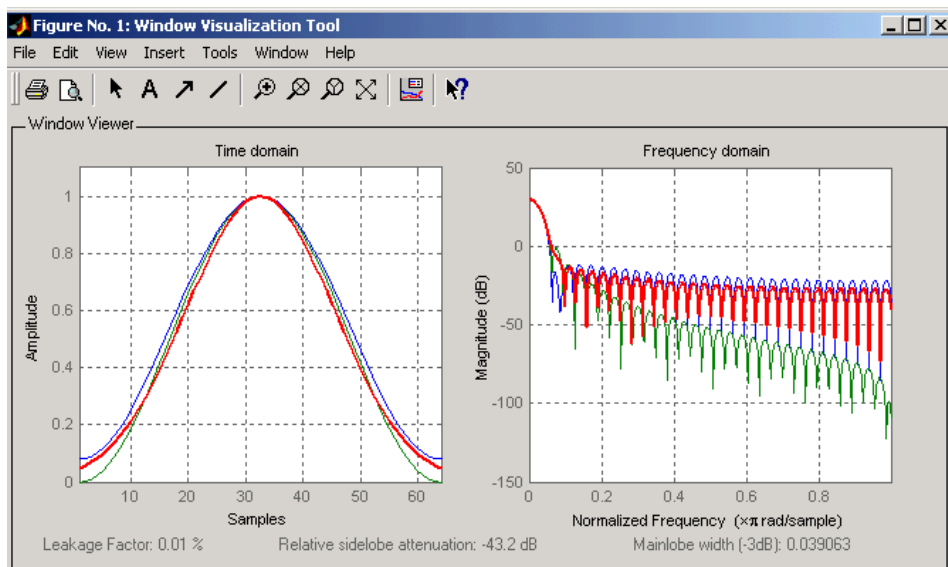 Figure No. 1: Window Visualization Tool
File Edit View Insert Tools Window Help
A
Window Viewer
Time domain
Frequency domain
Amplitude
1
0.8
0.6
0.4
0.2
0
10 20 30 40 50 60
Samples
Magnitude (dB)
50
0
-50
-100
-150
0 0.2 0.4 0.6 0.8
Normalized Frequency (×π rad/sample)
Leakage Factor: 0.01 % Relative sidelobe attenuation: -43.2 dB Mainlobe width (-3dB): 0.039063